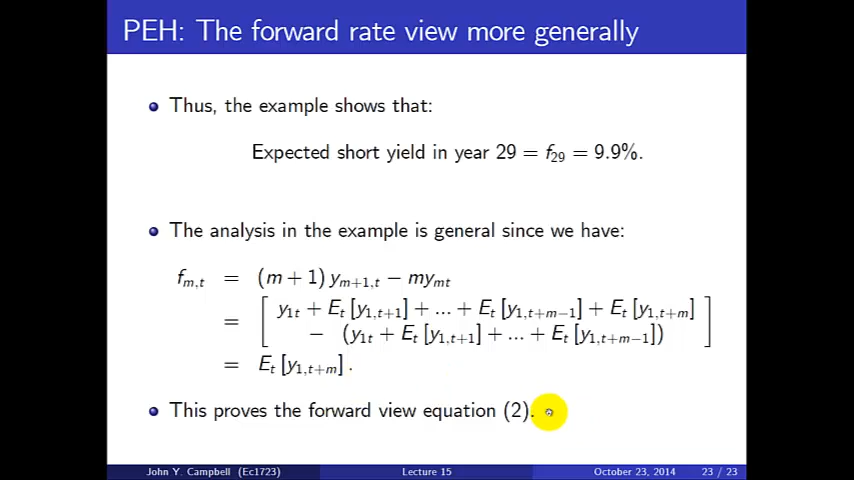 PEH: The forward rate view more generally
Thus, the example shows that:
Expected short yield in year 29 = f₂₉ = 9.9%.
The analysis in the example is general since we have:
f_{m,t} = (m + 1) y_{m+1,t} − my_{mt}
= [ y_{1t} + E_t [y_{1,t+1}] + ... + E_t [y_{1,t+m−1}] + E_t [y_{1,t+m}]
− (y_{1t} + E_t [y_{1,t+1}] + ... + E_t [y_{1,t+m−1}]) ]
= E_t [y_{1,t+m}] .
This proves the forward view equation (2).
John Y. Campbell (Ec1723) Lecture 15 October 23, 2014 23 / 23